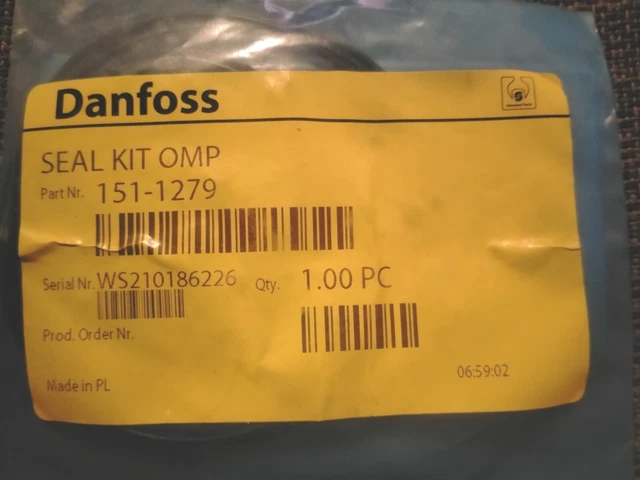 Danfoss
SEAL KIT OMP
Part Nr. 151-1279
Serial Nr. WS210186226 Qty. 1.00 PC
Prod. Order Nr.
Made in PL
06:59:02